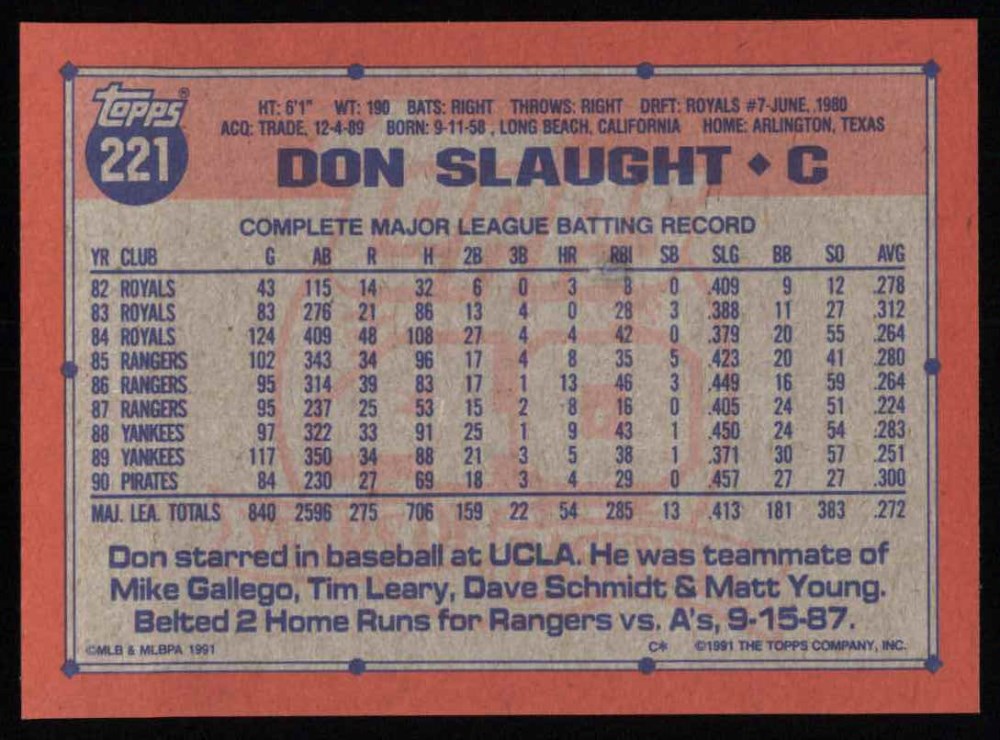 Topps®
221
HT: 6'1" WT: 190 BATS: RIGHT THROWS: RIGHT DRFT: ROYALS #7-JUNE, 1980
ACQ: TRADE, 12-4-89 BORN: 9-11-58 , LONG BEACH, CALIFORNIA HOME: ARLINGTON, TEXAS
DON SLAUGHT ◆ C
COMPLETE MAJOR LEAGUE BATTING RECORD
YR CLUB G AB R H 2B 3B HR RBI SB SLG BB SO AVG
82 ROYALS 43 115 14 32 6 0 3 8 0 .409 9 12 .278
83 ROYALS 83 276 21 86 13 4 0 28 3 .388 11 27 .312
84 ROYALS 124 409 48 108 27 4 4 42 0 .379 20 55 .264
85 RANGERS 102 343 34 96 17 4 8 35 5 .423 20 41 .280
86 RANGERS 95 314 39 83 17 1 13 46 3 .449 16 59 .264
87 RANGERS 95 237 25 53 15 2 8 16 0 .405 24 51 .224
88 YANKEES 97 322 33 91 25 1 9 43 1 .450 24 54 .283
89 YANKEES 117 350 34 88 21 3 5 38 1 .371 30 57 .251
90 PIRATES 84 230 27 69 18 3 4 29 0 .457 27 27 .300
MAJ. LEA. TOTALS 840 2596 275 706 159 22 54 285 13 .413 181 383 .272
Don starred in baseball at UCLA. He was teammate of
Mike Gallego, Tim Leary, Dave Schmidt & Matt Young.
Belted 2 Home Runs for Rangers vs. A's, 9-15-87.
©MLB & MLBPA 1991 C* ©1991 THE TOPPS COMPANY, INC.